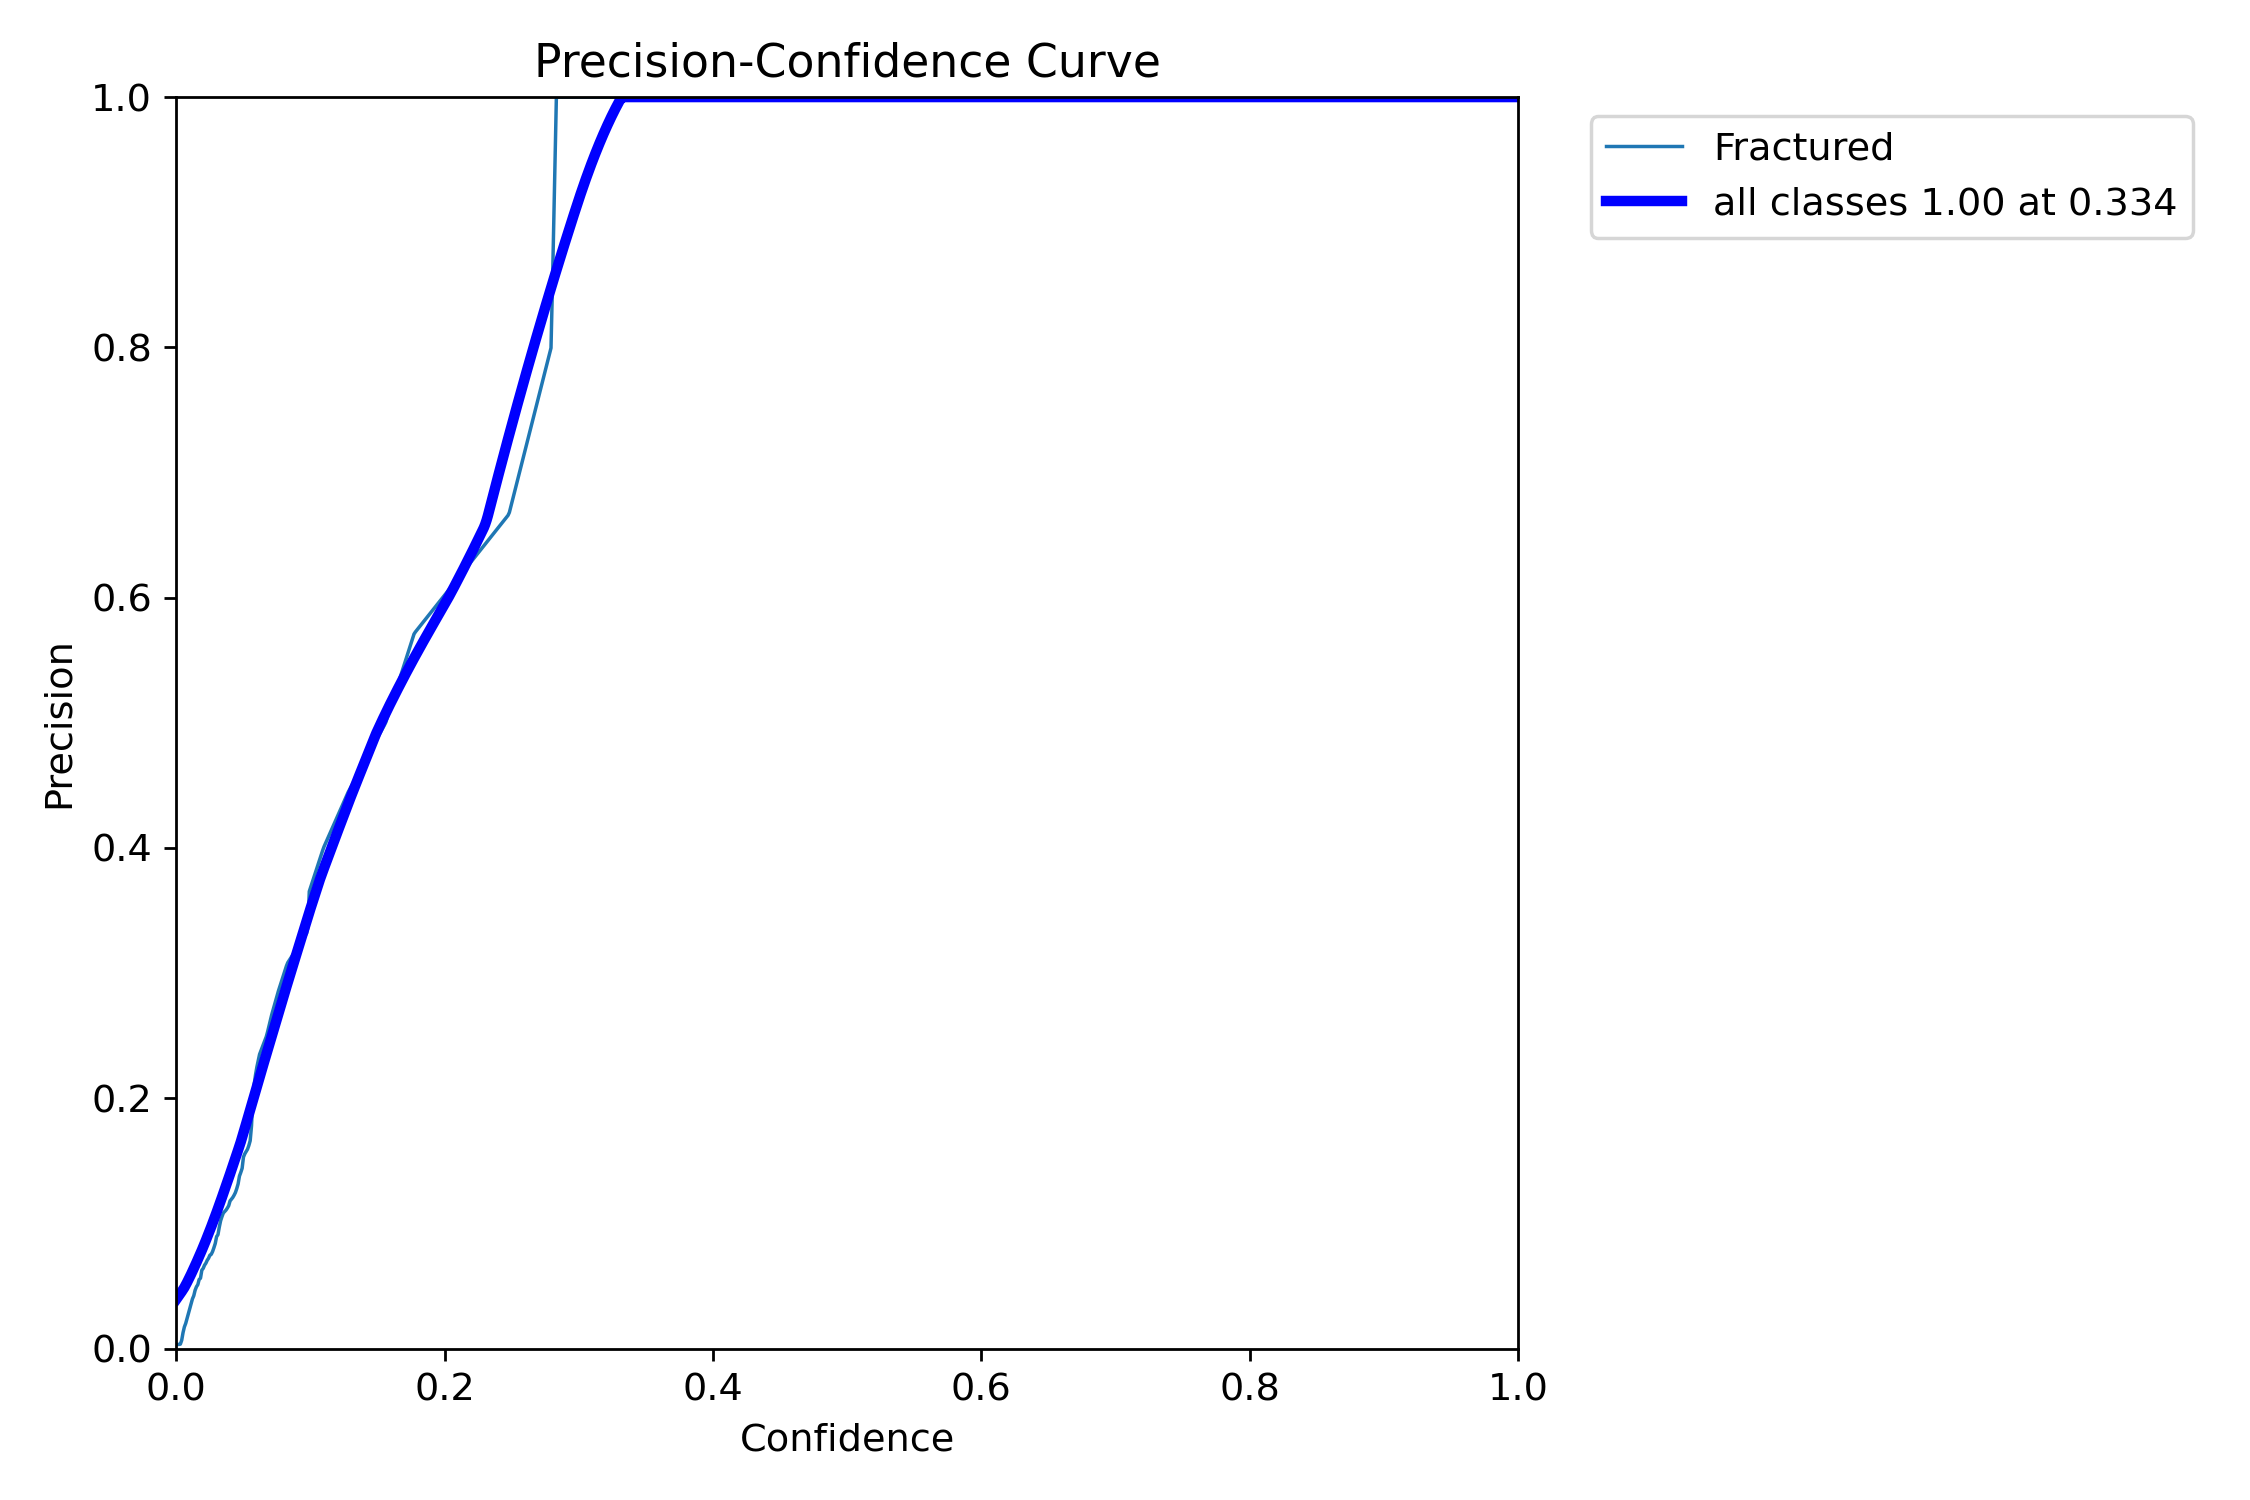 Precision-Confidence Curve
1.0
0.8
0.6
0.4
0.2
0.0
Precision
0.0 0.2 0.4 0.6 0.8 1.0
Confidence
Fractured
all classes 1.00 at 0.334